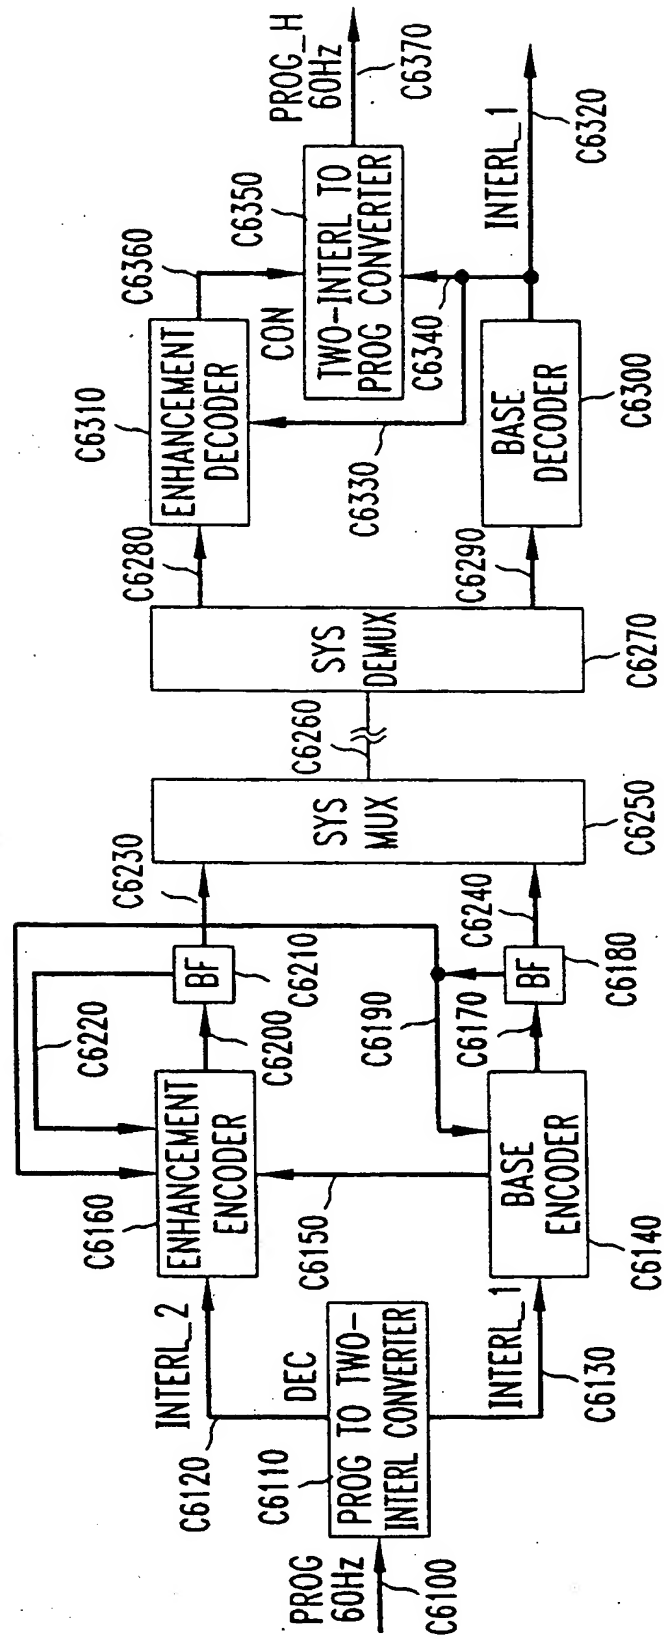 PROG
60Hz
C6100
C6110
DEC
PROG TO TWO-
INTERL CONVERTER
C6120
INTERL_2
INTERL_1
C6130
C6160
ENHANCEMENT
ENCODER
C6150
BASE
ENCODER
C6140
C6220
C6200
BF
C6210
C6190
C6170
BF
C6180
C6230
C6240
SYS
MUX
C6250
C6260
SYS
DEMUX
C6270
C6280
C6290
C6310
ENHANCEMENT
DECODER
C6330
BASE
DECODER
C6300
C6360
CON
C6350
TWO-INTERL TO
PROG CONVERTER
C6340
PROG_H
60Hz
C6370
INTERL_1
C6320